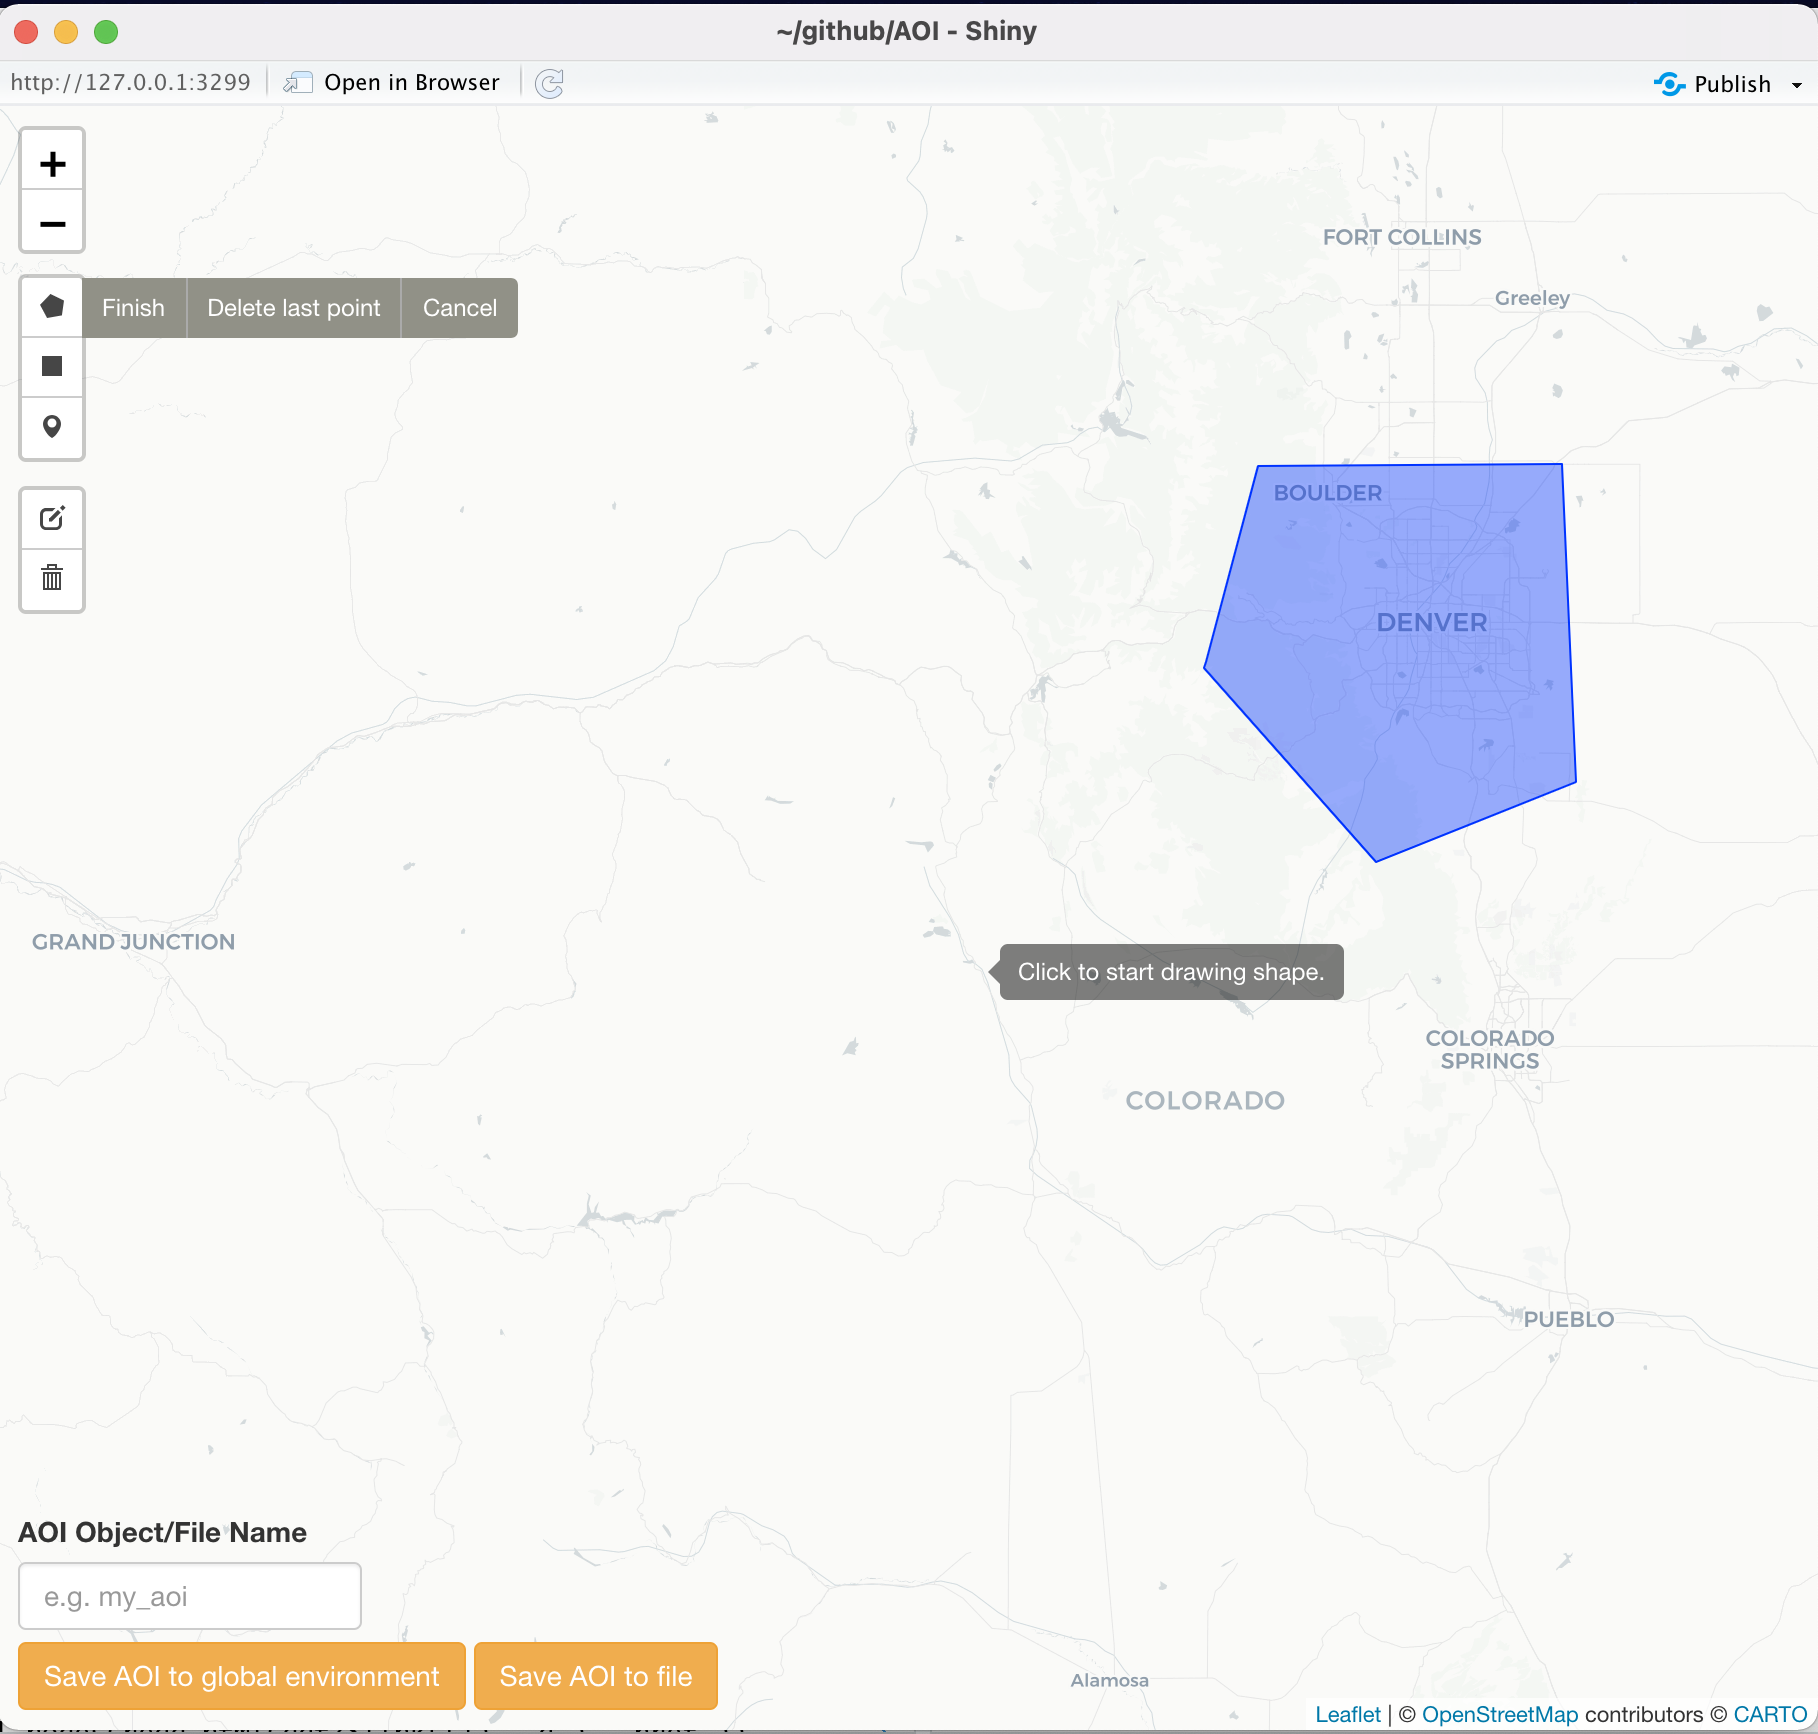 ~/github/AOI - Shiny
http://127.0.0.1:3299
Open in Browser
Publish
+
−
Finish
Delete last point
Cancel
FORT COLLINS
Greeley
BOULDER
DENVER
GRAND JUNCTION
Click to start drawing shape.
COLORADO
SPRINGS
COLORADO
PUEBLO
AOI Object/File Name
e.g. my_aoi
Save AOI to global environment
Save AOI to file
Alamosa
Leaflet | © OpenStreetMap contributors © CARTO